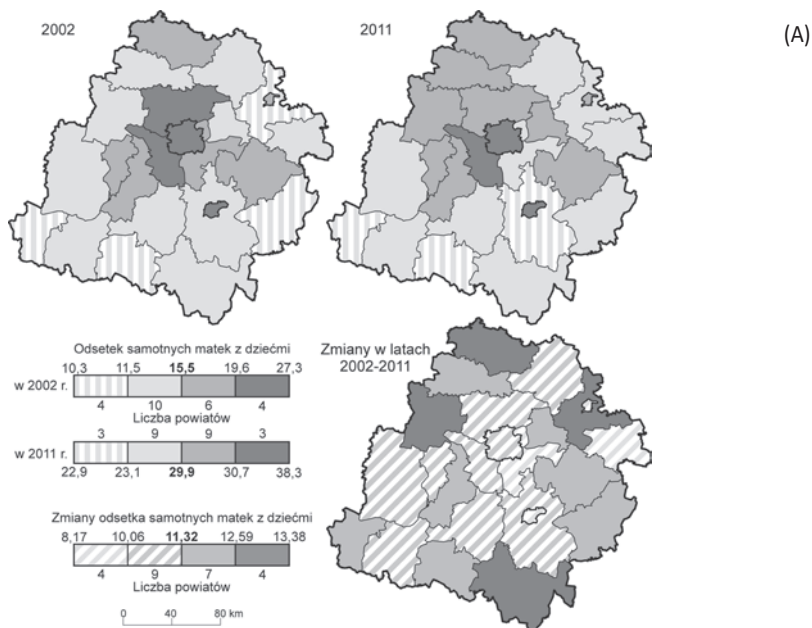 2002
2011
(A)
Odsetek samotnych matek z dziećmi
10,3 11,5 15,5 19,6 27,3
w 2002 r.
4 10 6 4
Liczba powiatów
3 9 9 3
w 2011 r.
22,9 23,1 29,9 30,7 38,3
Zmiany odsetka samotnych matek z dziećmi
8,17 10,06 11,32 12,59 13,38
4 9 7 4
Liczba powiatów
0 40 80 km
Zmiany w latach
2002-2011